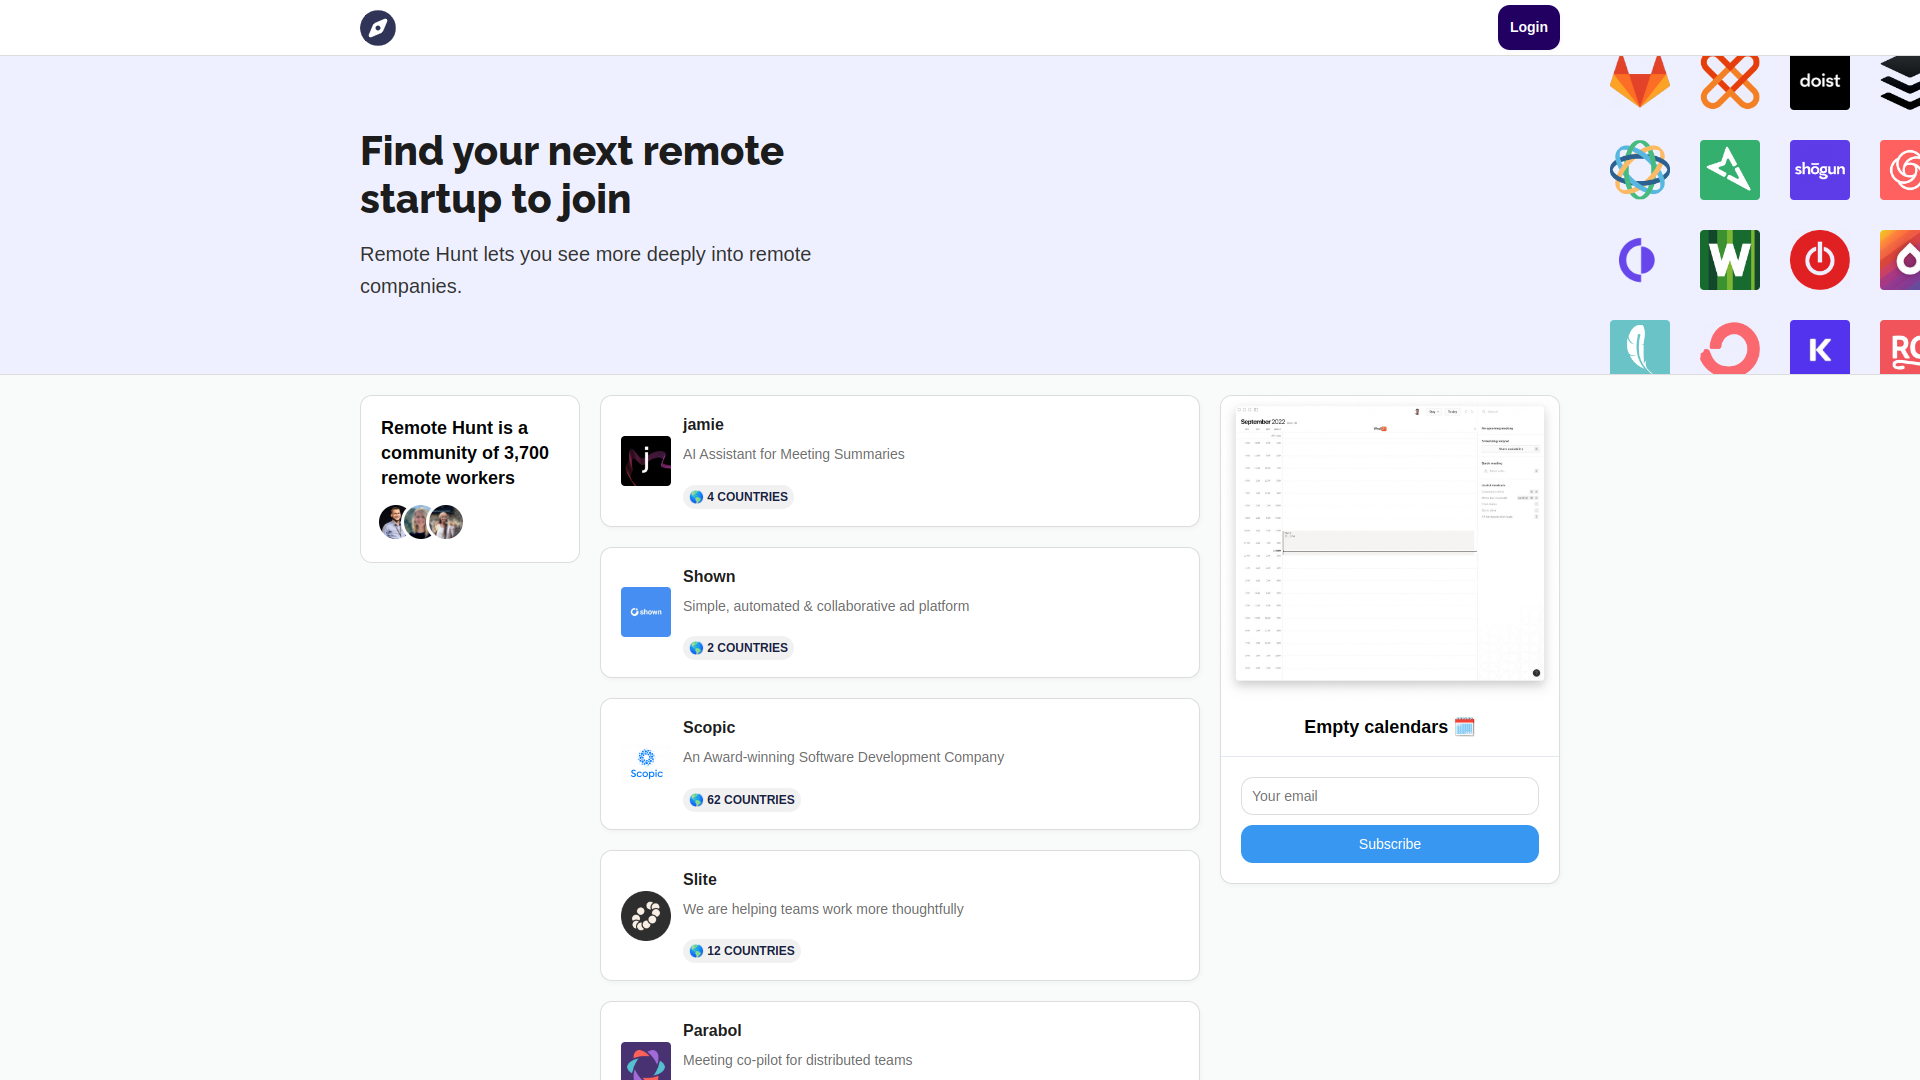 Login
Find your next remote
startup to join
Remote Hunt lets you see more deeply into remote
companies.
doist
shōgun
W
K
Remote Hunt is a
community of 3,700
remote workers
j
jamie
AI Assistant for Meeting Summaries
4 COUNTRIES
shown
Shown
Simple, automated & collaborative ad platform
2 COUNTRIES
Scopic
Scopic
An Award-winning Software Development Company
62 COUNTRIES
Slite
We are helping teams work more thoughtfully
12 COUNTRIES
Parabol
Meeting co-pilot for distributed teams
September 2022
Empty calendars
Your email
Subscribe